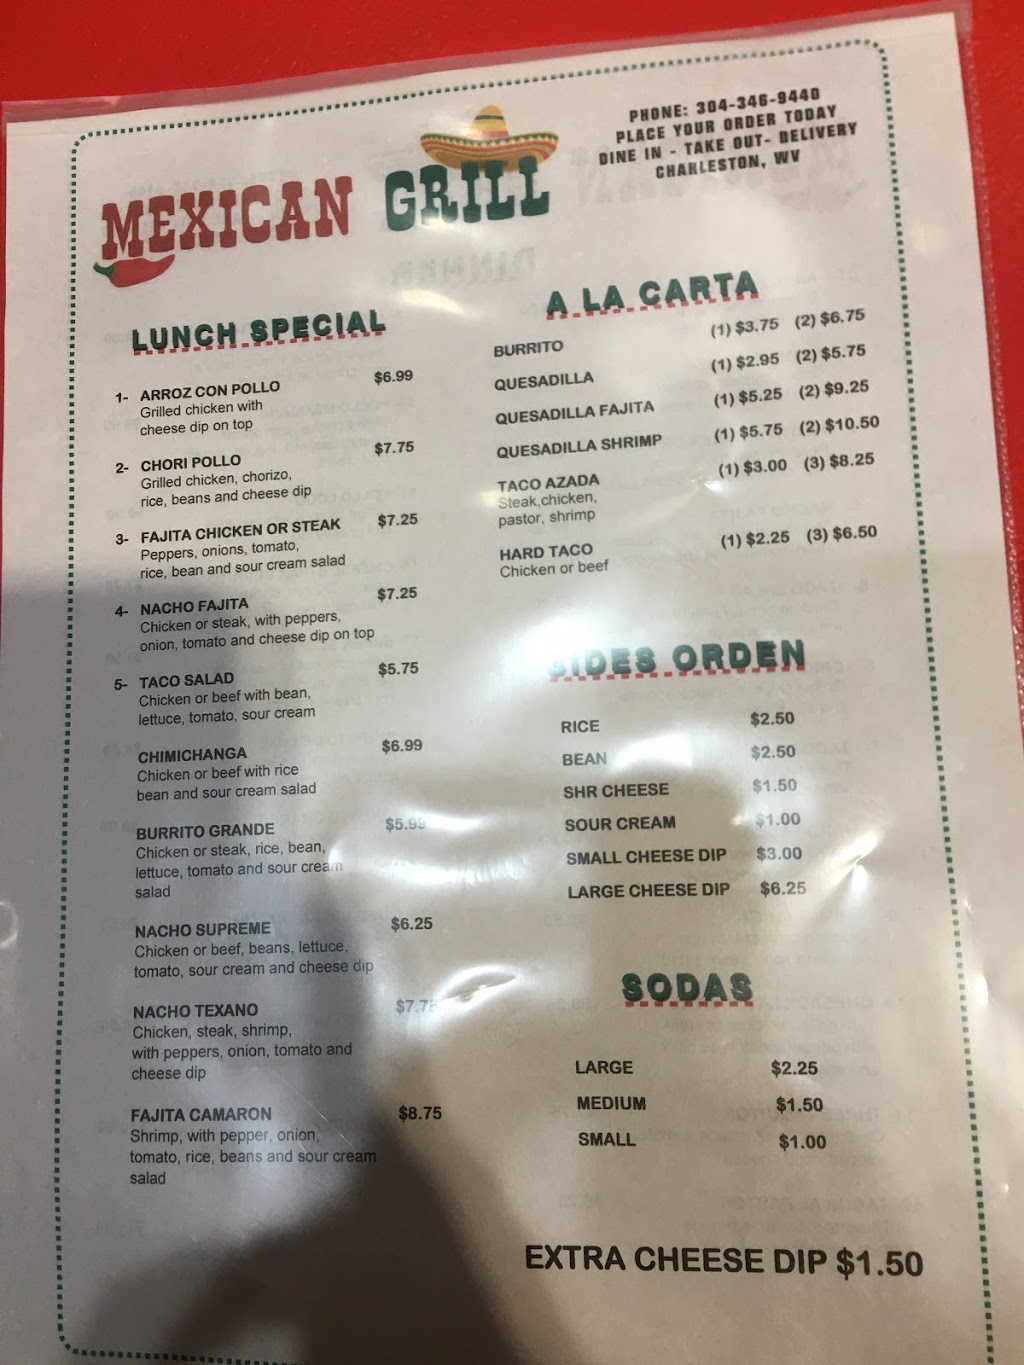 MEXICAN GRILL
PHONE: 304-346-9440
PLACE YOUR ORDER TODAY
DINE IN - TAKE OUT- DELIVERY
CHARLESTON, WV
LUNCH SPECIAL
1- ARROZ CON POLLO $6.99
Grilled chicken with
cheese dip on top
2- CHORI POLLO $7.75
Grilled chicken, chorizo,
rice, beans and cheese dip
3- FAJITA CHICKEN OR STEAK $7.25
Peppers, onions, tomato,
rice, bean and sour cream salad
4- NACHO FAJITA $7.25
Chicken or steak, with peppers,
onion, tomato and cheese dip on top
5- TACO SALAD $5.75
Chicken or beef with bean,
lettuce, tomato, sour cream
CHIMICHANGA $6.99
Chicken or beef with rice
bean and sour cream salad
BURRITO GRANDE $5.99
Chicken or steak, rice, bean,
lettuce, tomato and sour cream
salad
NACHO SUPREME $6.25
Chicken or beef, beans, lettuce,
tomato, sour cream and cheese dip
NACHO TEXANO
Chicken, steak, shrimp,
with peppers, onion, tomato and
cheese dip
FAJITA CAMARON $8.75
Shrimp, with pepper, onion,
tomato, rice, beans and sour cream
salad
A LA CARTA
BURRITO (1) $3.75 (2) $6.75
QUESADILLA (1) $2.95 (2) $5.75
QUESADILLA FAJITA (1) $5.25 (2) $9.25
QUESADILLA SHRIMP (1) $5.75 (2) $10.50
TACO AZADA (1) $3.00 (3) $8.25
Steak,chicken,
pastor, shrimp
HARD TACO (1) $2.25 (3) $6.50
Chicken or beef
SIDES ORDEN
RICE $2.50
BEAN $2.50
SHR CHEESE $1.50
SOUR CREAM $1.00
SMALL CHEESE DIP $3.00
LARGE CHEESE DIP $6.25
SODAS
LARGE $2.25
MEDIUM $1.50
SMALL $1.00
EXTRA CHEESE DIP $1.50